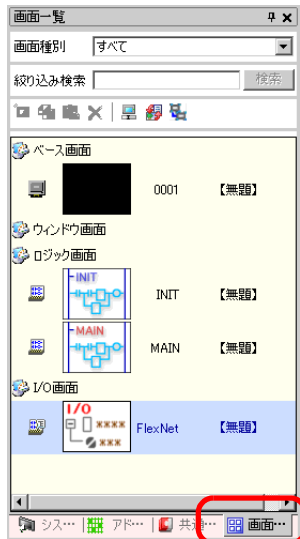 画面一覧
画面種別 すべて
絞り込み検索 検索
ベース画面
0001 【無題】
ウィンドウ画面
ロジック画面
INIT
INIT 【無題】
MAIN
MAIN 【無題】
I/O画面
I/O
****
***
FlexNet 【無題】
シス… アド… 共通… 画面…